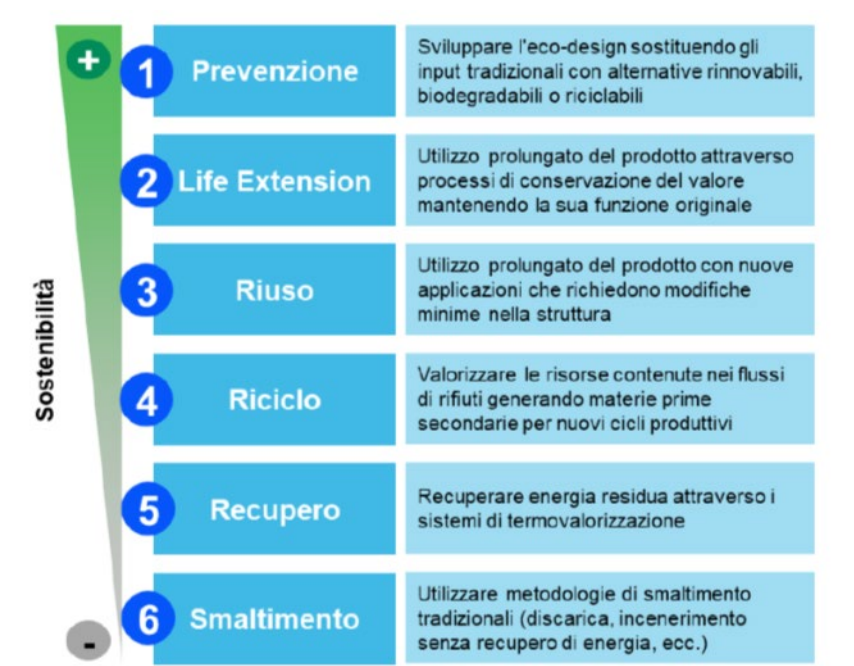 +
1
Prevenzione
Sviluppare l'eco-design sostituendo gli
input tradizionali con alternative rinnovabili,
biodegradabili o riciclabili
2
Life Extension
Utilizzo prolungato del prodotto attraverso
processi di conservazione del valore
mantenendo la sua funzione originale
3
Riuso
Utilizzo prolungato del prodotto con nuove
applicazioni che richiedono modifiche
minime nella struttura
Sostenibilità
4
Riciclo
Valorizzare le risorse contenute nei flussi
di rifiuti generando materie prime
secondarie per nuovi cicli produttivi
5
Recupero
Recuperare energia residua attraverso i
sistemi di termovalorizzazione
6
Smaltimento
Utilizzare metodologie di smaltimento
tradizionali (discarica, incenerimento
senza recupero di energia, ecc.)
-